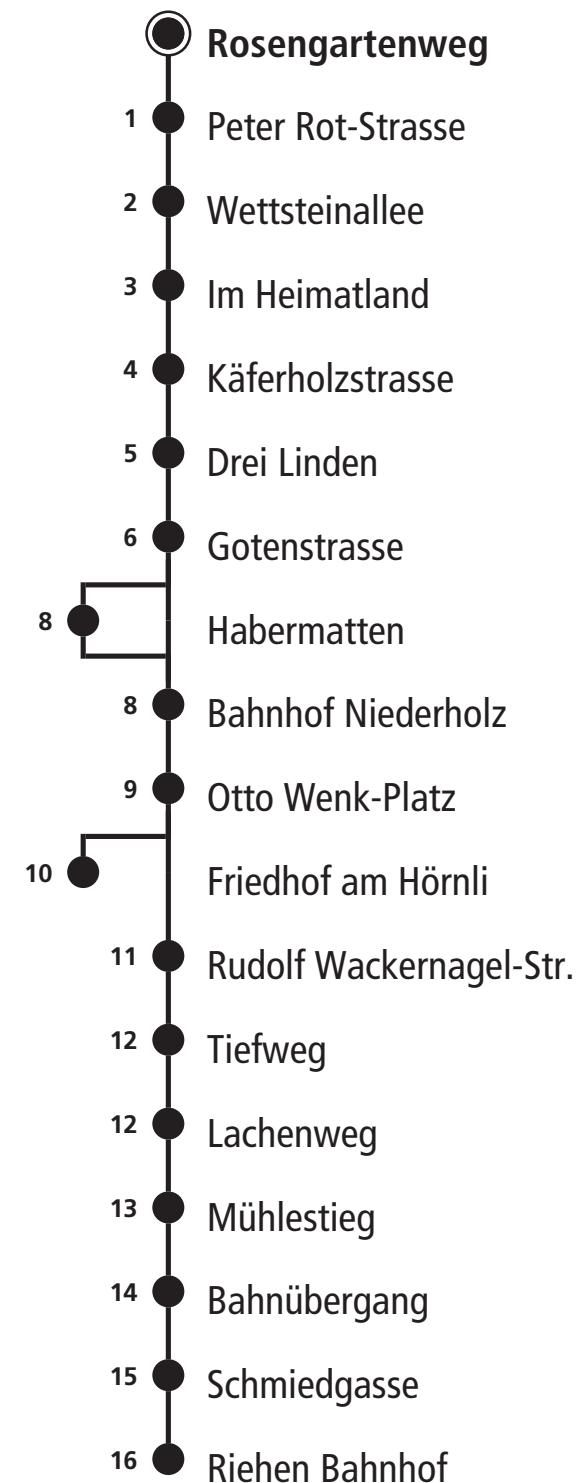 Rosengartenweg
1 Peter Rot-Strasse
2 Wettsteinallee
3 Im Heimatland
4 Käferholzstrasse
5 Drei Linden
6 Gotenstrasse
8 Habermatten
8 Bahnhof Niederholz
9 Otto Wenk-Platz
10 Friedhof am Hörnli
11 Rudolf Wackernagel-Str.
12 Tiefweg
12 Lachenweg
13 Mühlestieg
14 Bahnübergang
15 Schmiedgasse
16 Riehen Bahnhof